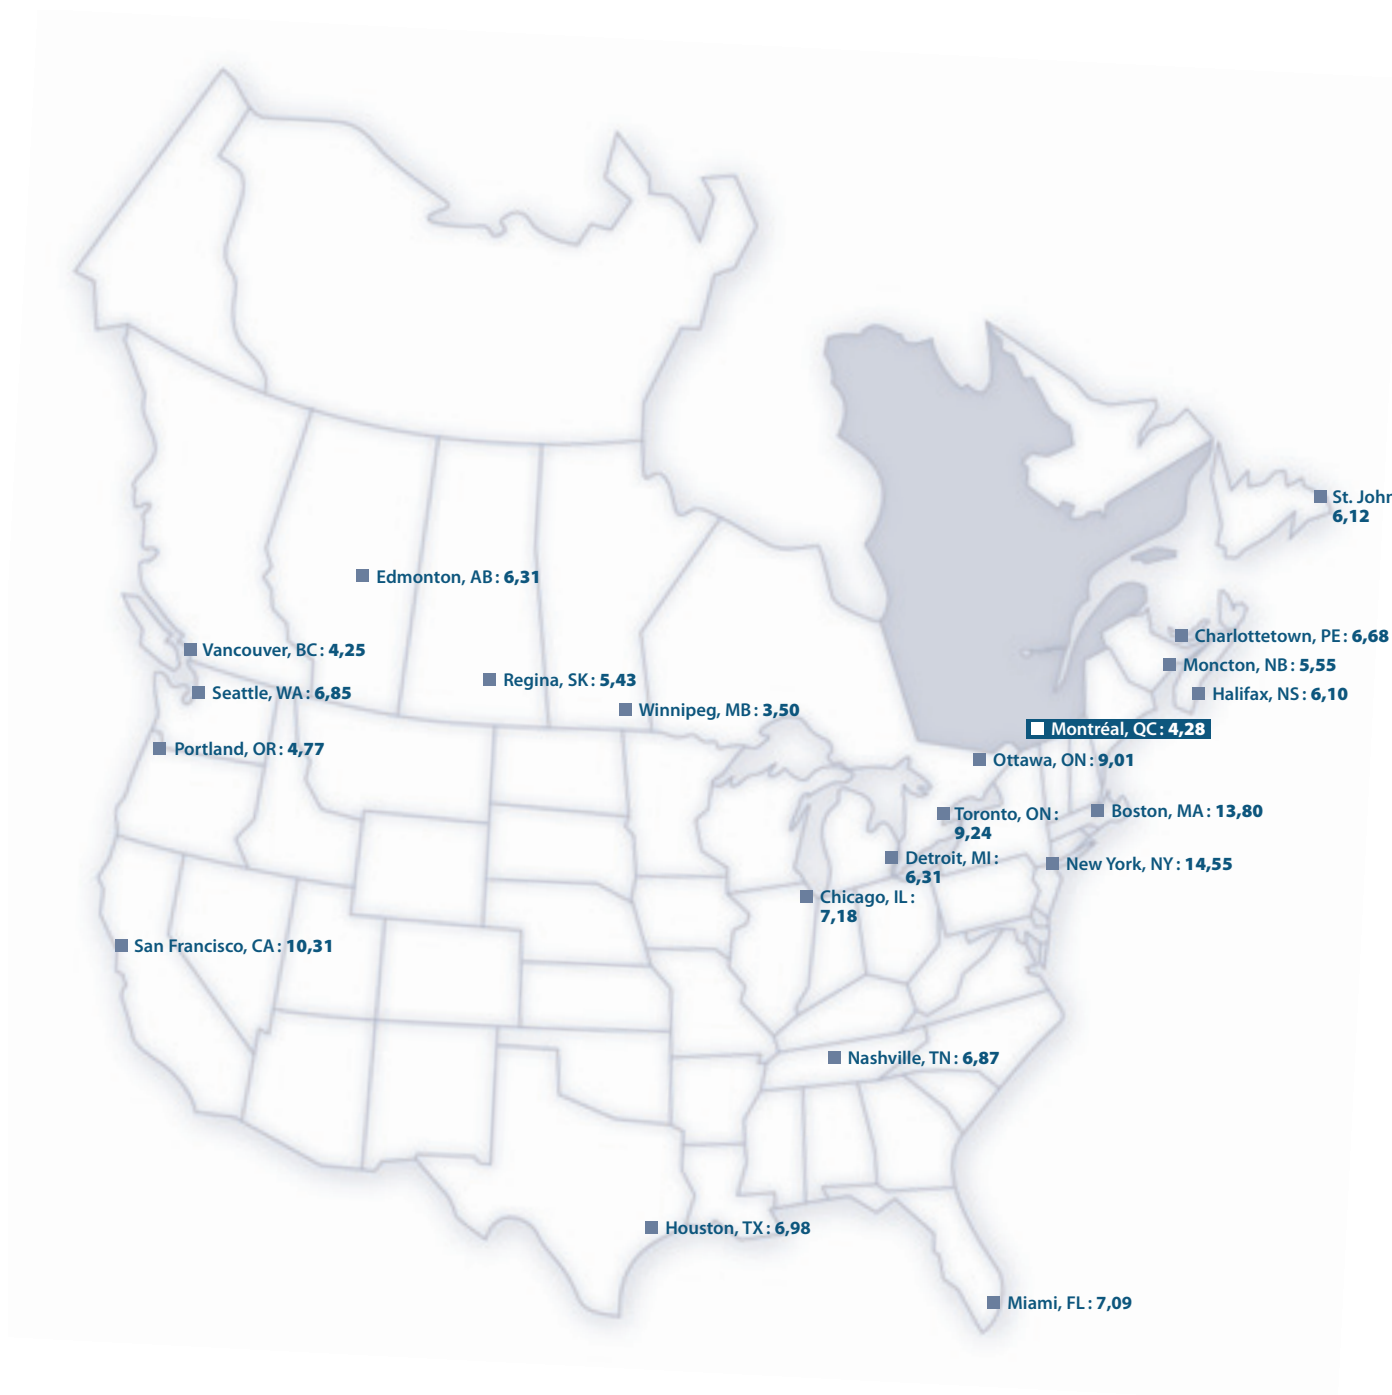 St. John
6,12
Edmonton, AB : 6,31
Charlottetown, PE : 6,68
Vancouver, BC : 4,25
Moncton, NB : 5,55
Regina, SK : 5,43
Seattle, WA : 6,85
Halifax, NS : 6,10
Winnipeg, MB : 3,50
Montréal, QC : 4,28
Portland, OR : 4,77
Ottawa, ON : 9,01
Boston, MA : 13,80
Toronto, ON :
9,24
Detroit, MI :
6,31
New York, NY : 14,55
Chicago, IL :
7,18
San Francisco, CA : 10,31
Nashville, TN : 6,87
Houston, TX : 6,98
Miami, FL : 7,09